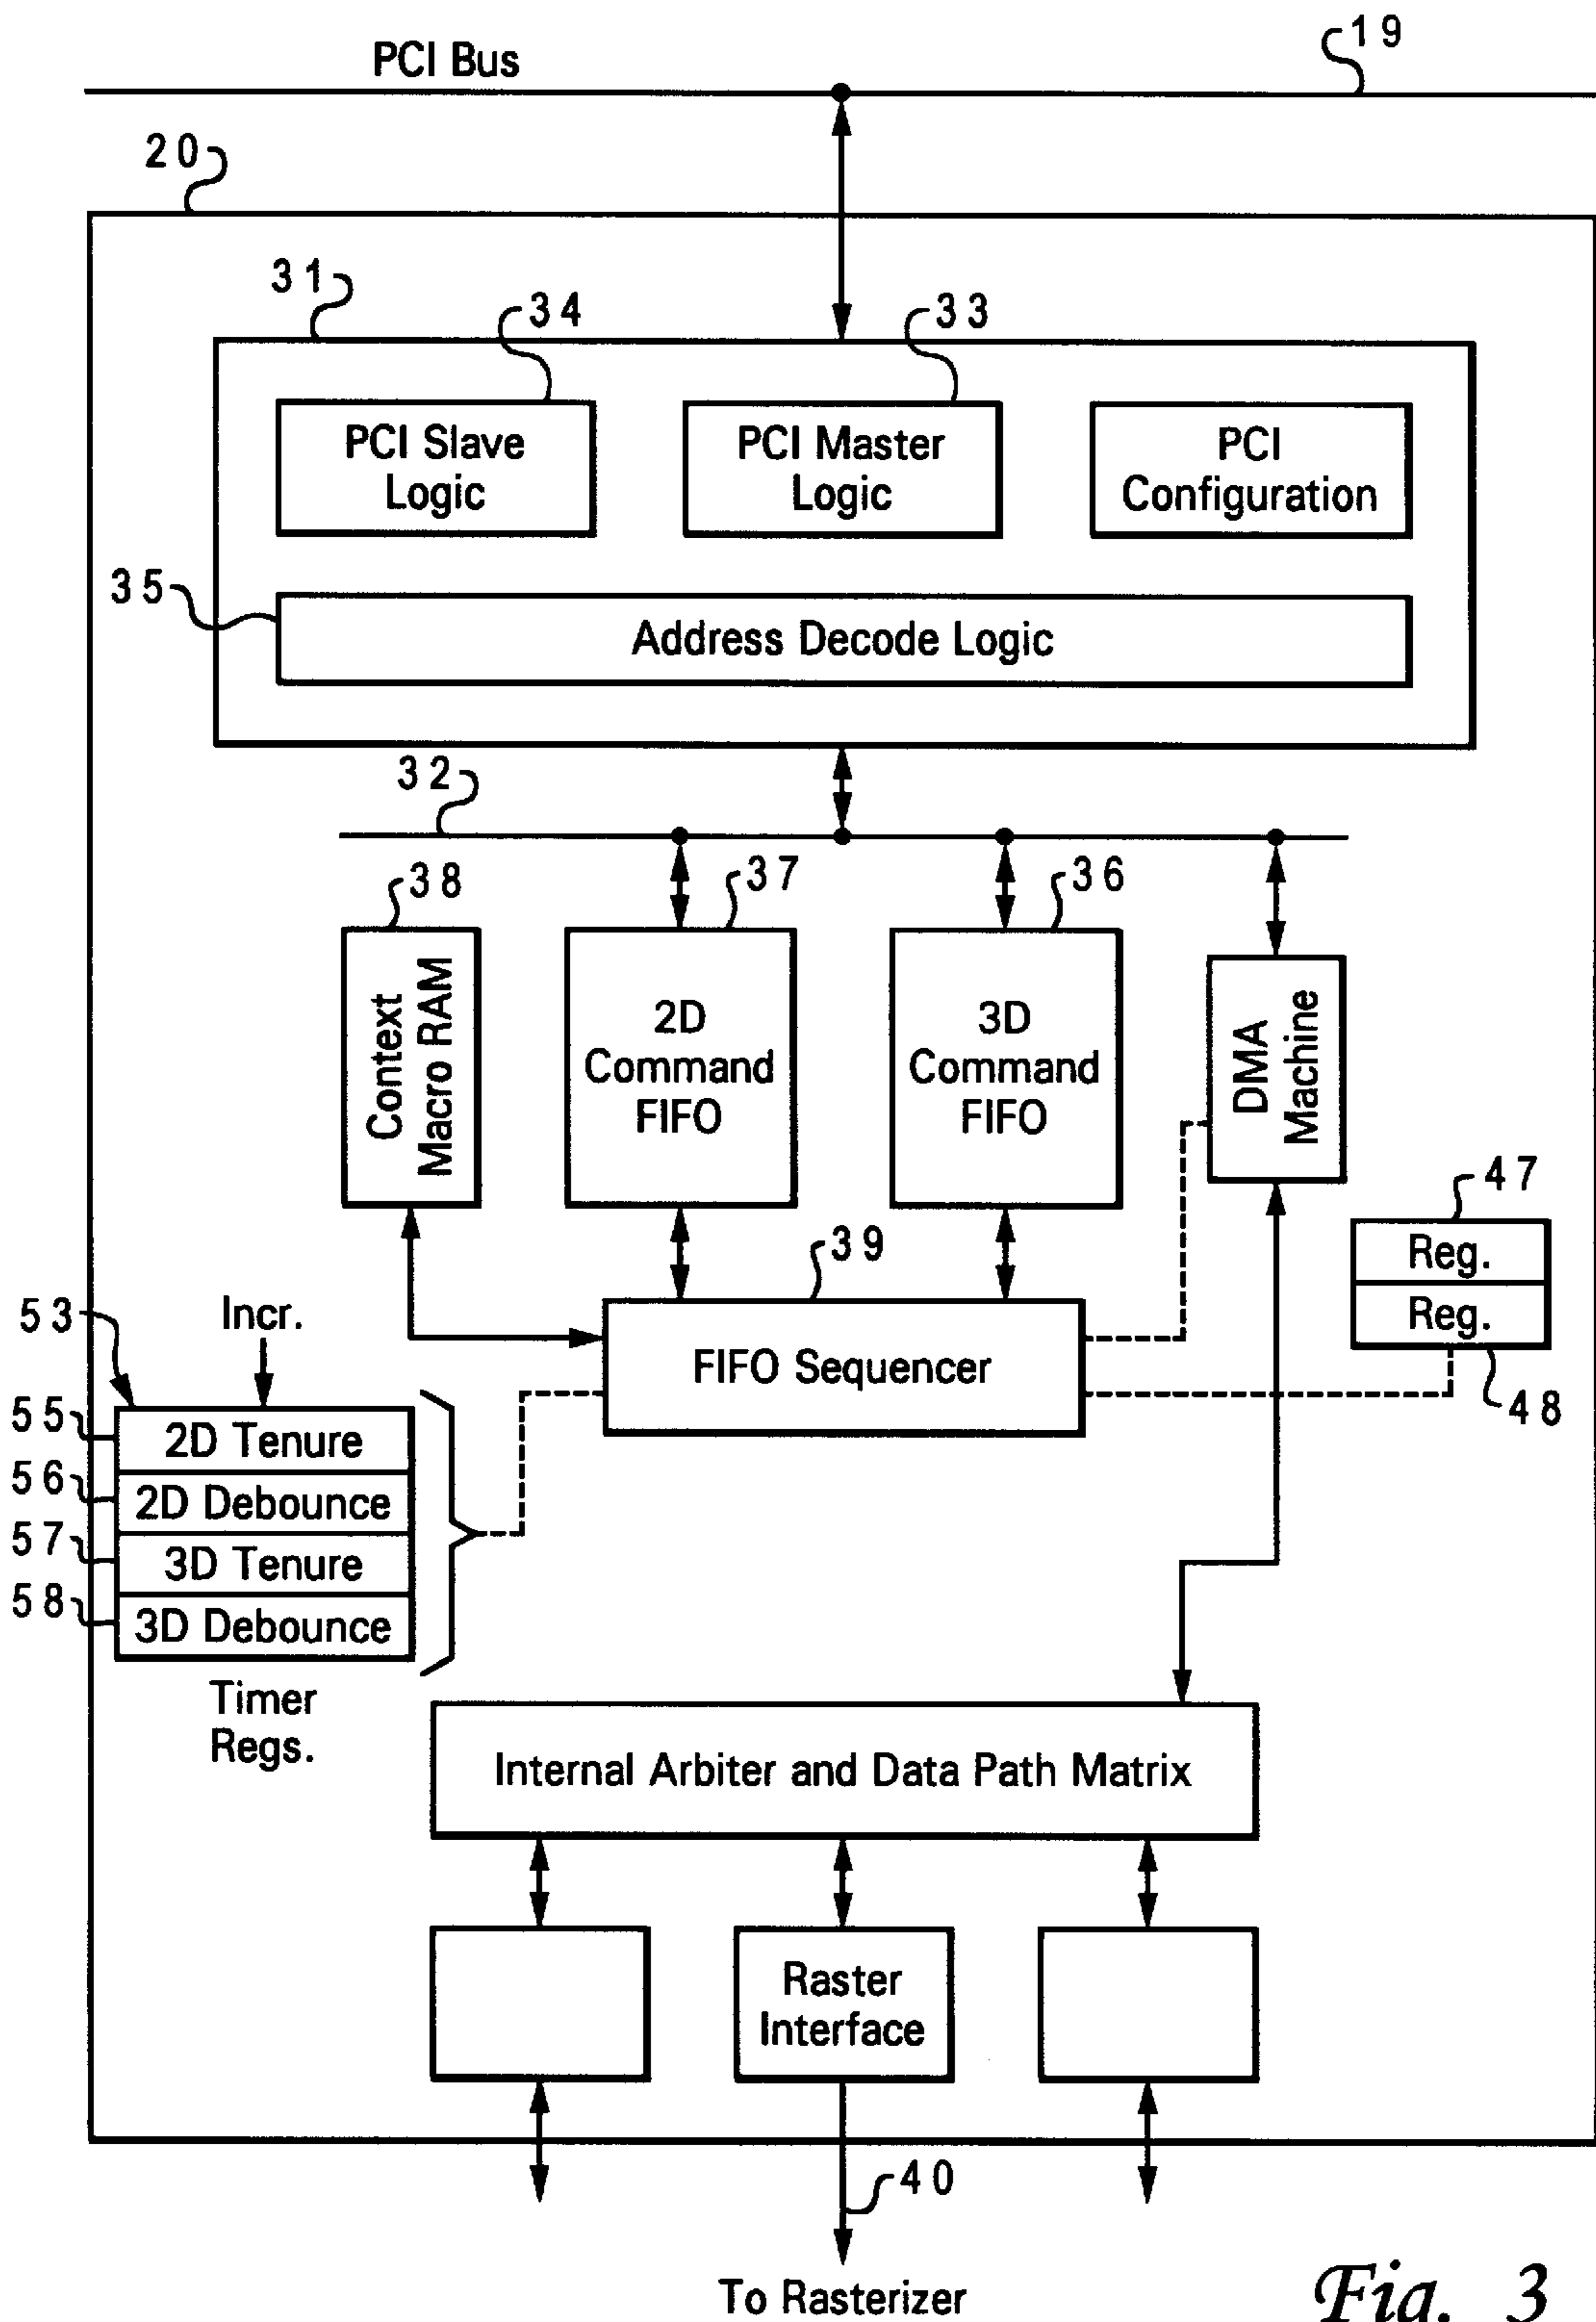 PCI Bus
19
20
31
34
33
PCI Slave
Logic
PCI Master
Logic
PCI
Configuration
35
Address Decode Logic
32
38
37
36
Context
Macro RAM
2D
Command
FIFO
3D
Command
FIFO
DMA
Machine
47
Reg.
Reg.
48
39
FIFO Sequencer
53
Incr.
55
2D Tenure
56
2D Debounce
57
3D Tenure
58
3D Debounce
Timer
Regs.
Internal Arbiter and Data Path Matrix
Raster
Interface
40
To Rasterizer
Fig. 3